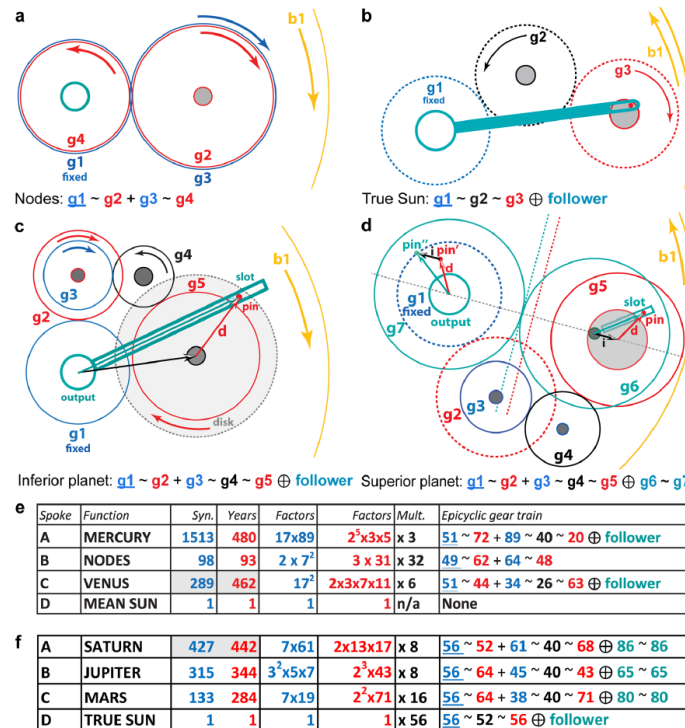 a
b1
g4
g1
fixed
g2
g3
Nodes: g1 ~ g2 + g3 ~ g4
b
b1
g2
g1
fixed
g3
True Sun: g1 ~ g2 ~ g3 ⊕ follower
c
g4
g3
g2
g5
slot
pin
d
b1
output
disk
g1
fixed
Inferior planet: g1 ~ g2 + g3 ~ g4 ~ g5 ⊕ follower
d
pin''
pin'
i
d
b1
g1
fixed
g7
output
g5
slot
pin
i
d
g6
g2
g3
g4
Superior planet: g1 ~ g2 + g3 ~ g4 ~ g5 ⊕ g6 ~ g7
e
Spoke Function Syn. Years Factors Factors Mult. Epicyclic gear train
A MERCURY 1513 480 17x89 2⁵x3x5 x 3 51 ~ 72 + 89 ~ 40 ~ 20 ⊕ follower
B NODES 98 93 2 x 7² 3 x 31 x 32 49 ~ 62 + 64 ~ 48
C VENUS 289 462 17² 2x3x7x11 x 6 51 ~ 44 + 34 ~ 26 ~ 63 ⊕ follower
D MEAN SUN 1 1 1 1 n/a None
f
A SATURN 427 442 7x61 2x13x17 x 8 56 ~ 52 + 61 ~ 40 ~ 68 ⊕ 86 ~ 86
B JUPITER 315 344 3²x5x7 2³x43 x 8 56 ~ 64 + 45 ~ 40 ~ 43 ⊕ 65 ~ 65
C MARS 133 284 7x19 2²x71 x 16 56 ~ 64 + 38 ~ 40 ~ 71 ⊕ 80 ~ 80
D TRUE SUN 1 1 1 1 x 56 56 ~ 52 ~ 56 ⊕ follower